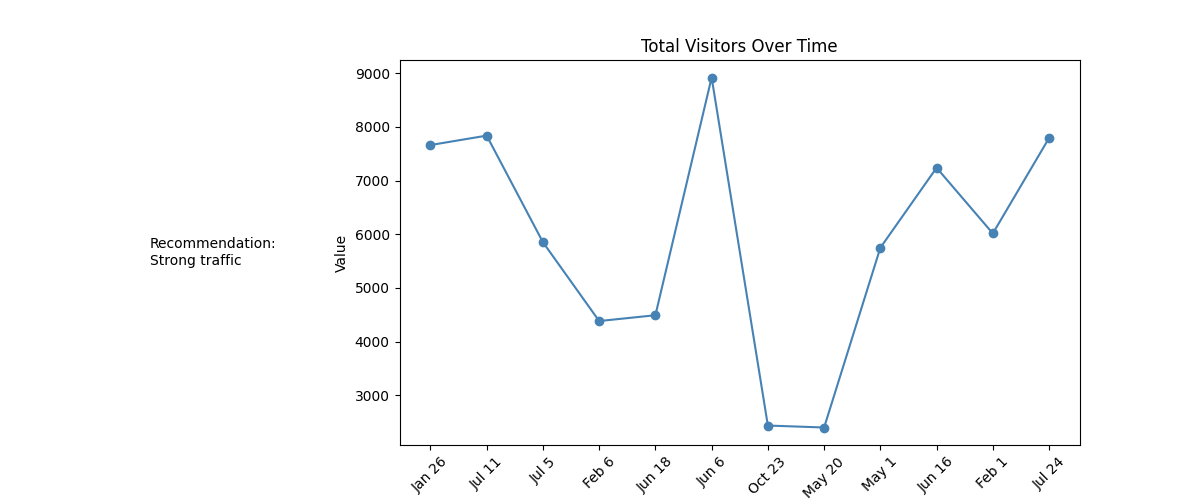 Total Visitors Over Time
9000
8000
7000
6000
5000
4000
3000
Value
Recommendation:
Strong traffic
Jan 26
Jul 11
Jul 5
Feb 6
Jun 18
Jun 6
Oct 23
May 20
May 1
Jun 16
Feb 1
Jul 24